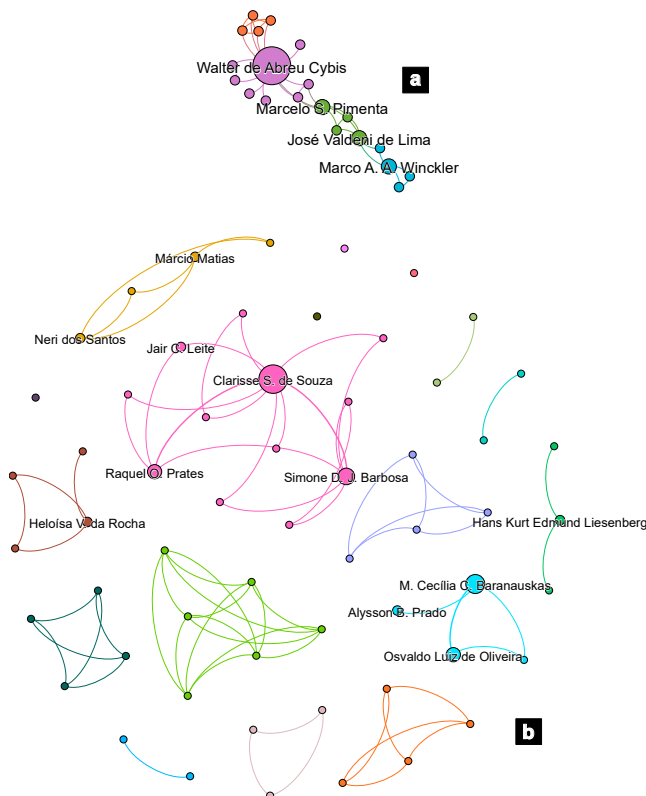 Walter de Abreu Cybis
a
Marcelo S. Pimenta
José Valdeni de Lima
Marco A. A. Winckler
Márcio Matias
Neri dos Santos
Jair C. Leite
Clarisse S. de Souza
Raquel O. Prates
Simone D. J. Barbosa
Heloísa V. da Rocha
Hans Kurt Edmund Liesenberg
M. Cecília C. Baranauskas
Alysson B. Prado
Osvaldo Luiz de Oliveira
b